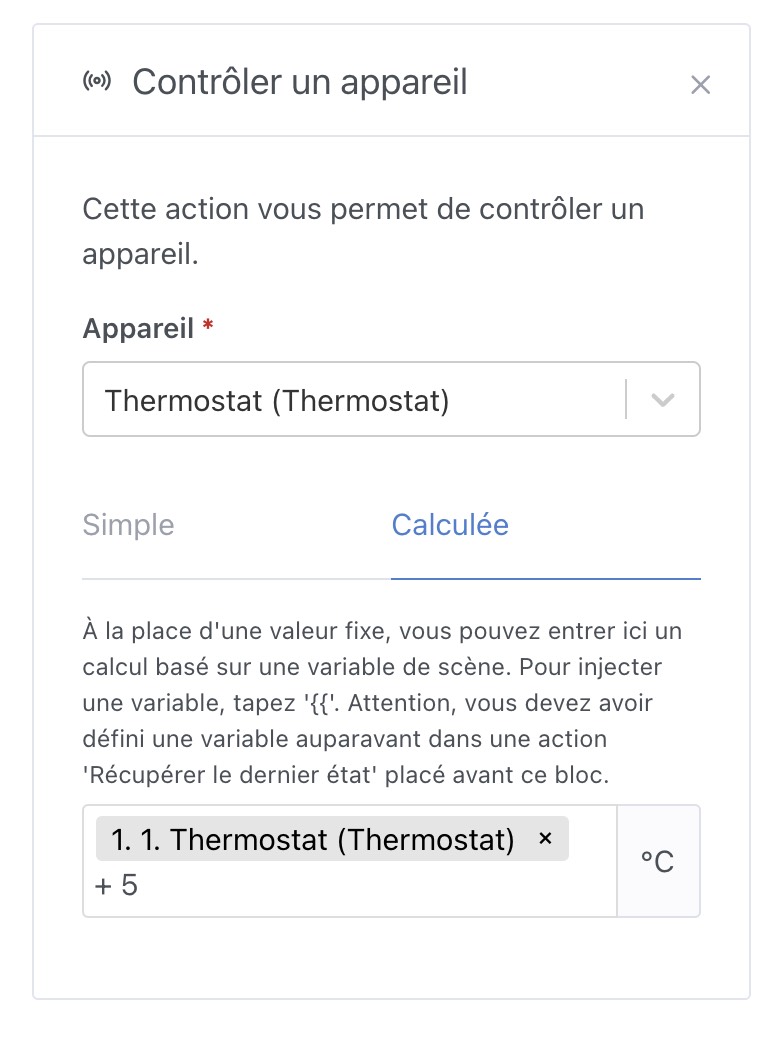 Contrôler un appareil
Cette action vous permet de contrôler un
appareil.
Appareil *
Thermostat (Thermostat)
Simple
Calculée
À la place d'une valeur fixe, vous pouvez entrer ici un
calcul basé sur une variable de scène. Pour injecter
une variable, tapez '{{'. Attention, vous devez avoir
défini une variable auparavant dans une action
'Récupérer le dernier état' placé avant ce bloc.
1. 1. Thermostat (Thermostat) ×
+ 5
°C